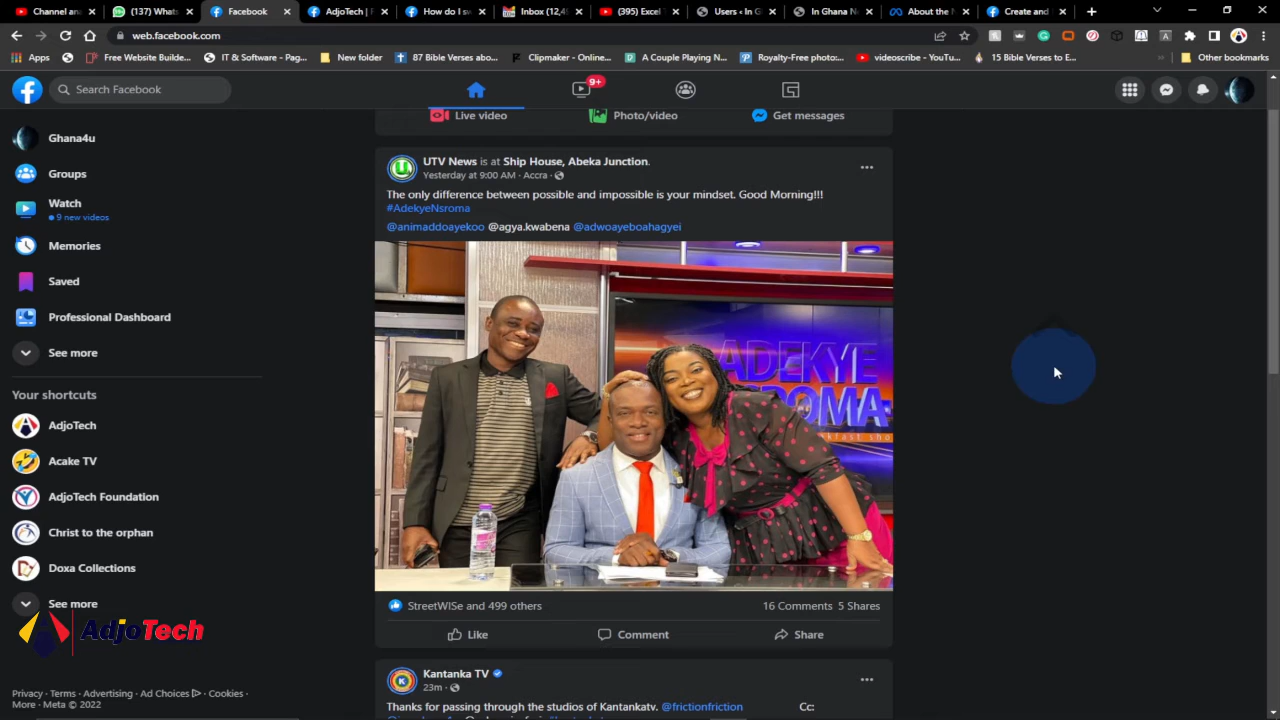 Channel an
(137) Whats
Facebook
AdjoTech | F
How do I sw
Inbox (12,4
(395) Excel T
Users ‹ In G
In Ghana Ne
About the M
Create and
web.facebook.com
Apps
Free Website Builde...
IT & Software - Pag...
New folder
87 Bible Verses abo...
Clipmaker - Online...
A Couple Playing N...
Royalty-Free photo:...
videoscribe - YouTu...
15 Bible Verses to E...
Other bookmarks
Search Facebook
9+
Live video
Photo/video
Get messages
Ghana4u
Groups
Watch
9 new videos
Memories
Saved
Professional Dashboard
See more
Your shortcuts
AdjoTech
Acake TV
AdjoTech Foundation
Christ to the orphan
Doxa Collections
See more
AdjoTech
Privacy · Terms · Advertising · Ad Choices · Cookies ·
More · Meta © 2022
UTV News is at Ship House, Abeka Junction.
Yesterday at 9:00 AM · Accra ·
The only difference between possible and impossible is your mindset. Good Morning!!!
#AdekyeNsroma
@animaddoayekoo @agya.kwabena @adwoayeboahagyei
ADEKYE
ROMA
kfast sho
StreetWISe and 499 others
16 Comments 5 Shares
Like
Comment
Share
Kantanka TV
23m ·
Thanks for passing through the studios of Kantankatv. @frictionfriction Cc: